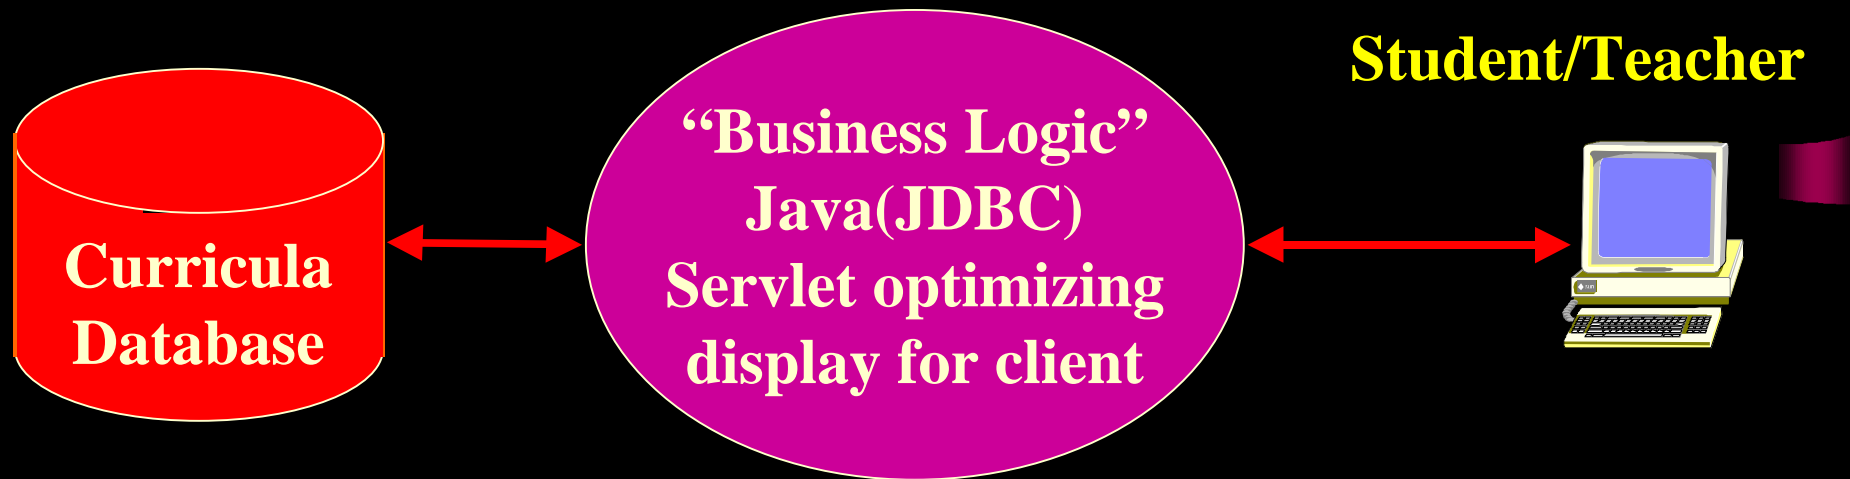 Student/Teacher
“Business Logic”
Java(JDBC)
Servlet optimizing
display for client
Curricula
Database